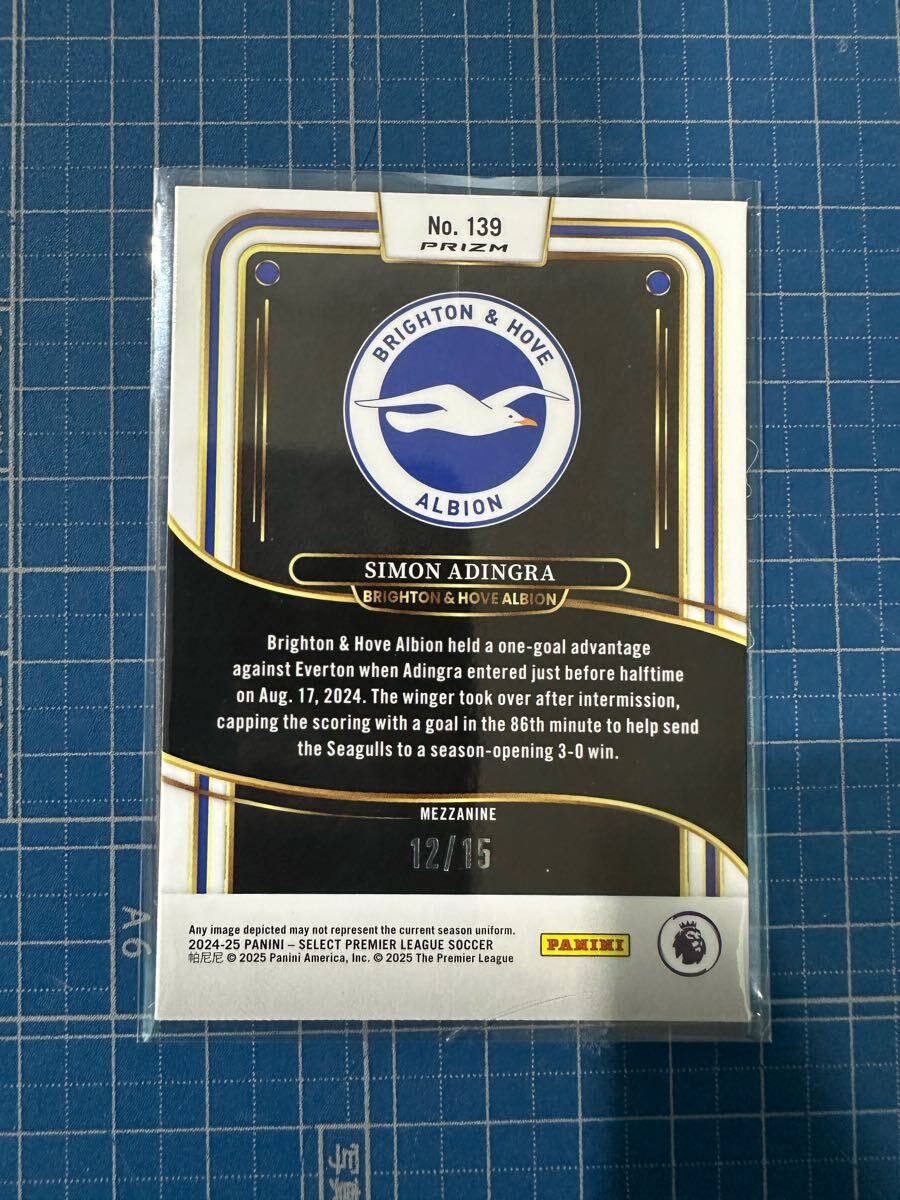 No. 139
PRIZM
BRIGHTON & HOVE
ALBION
SIMON ADINGRA
BRIGHTON & HOVE ALBION
Brighton & Hove Albion held a one-goal advantage
against Everton when Adingra entered just before halftime
on Aug. 17, 2024. The winger took over after intermission,
capping the scoring with a goal in the 86th minute to help send
the Seagulls to a season-opening 3-0 win.
MEZZANINE
12/15
Any image depicted may not represent the current season uniform.
2024-25 PANINI – SELECT PREMIER LEAGUE SOCCER
帕尼尼 © 2025 Panini America, Inc. © 2025 The Premier League
PANINI
A6